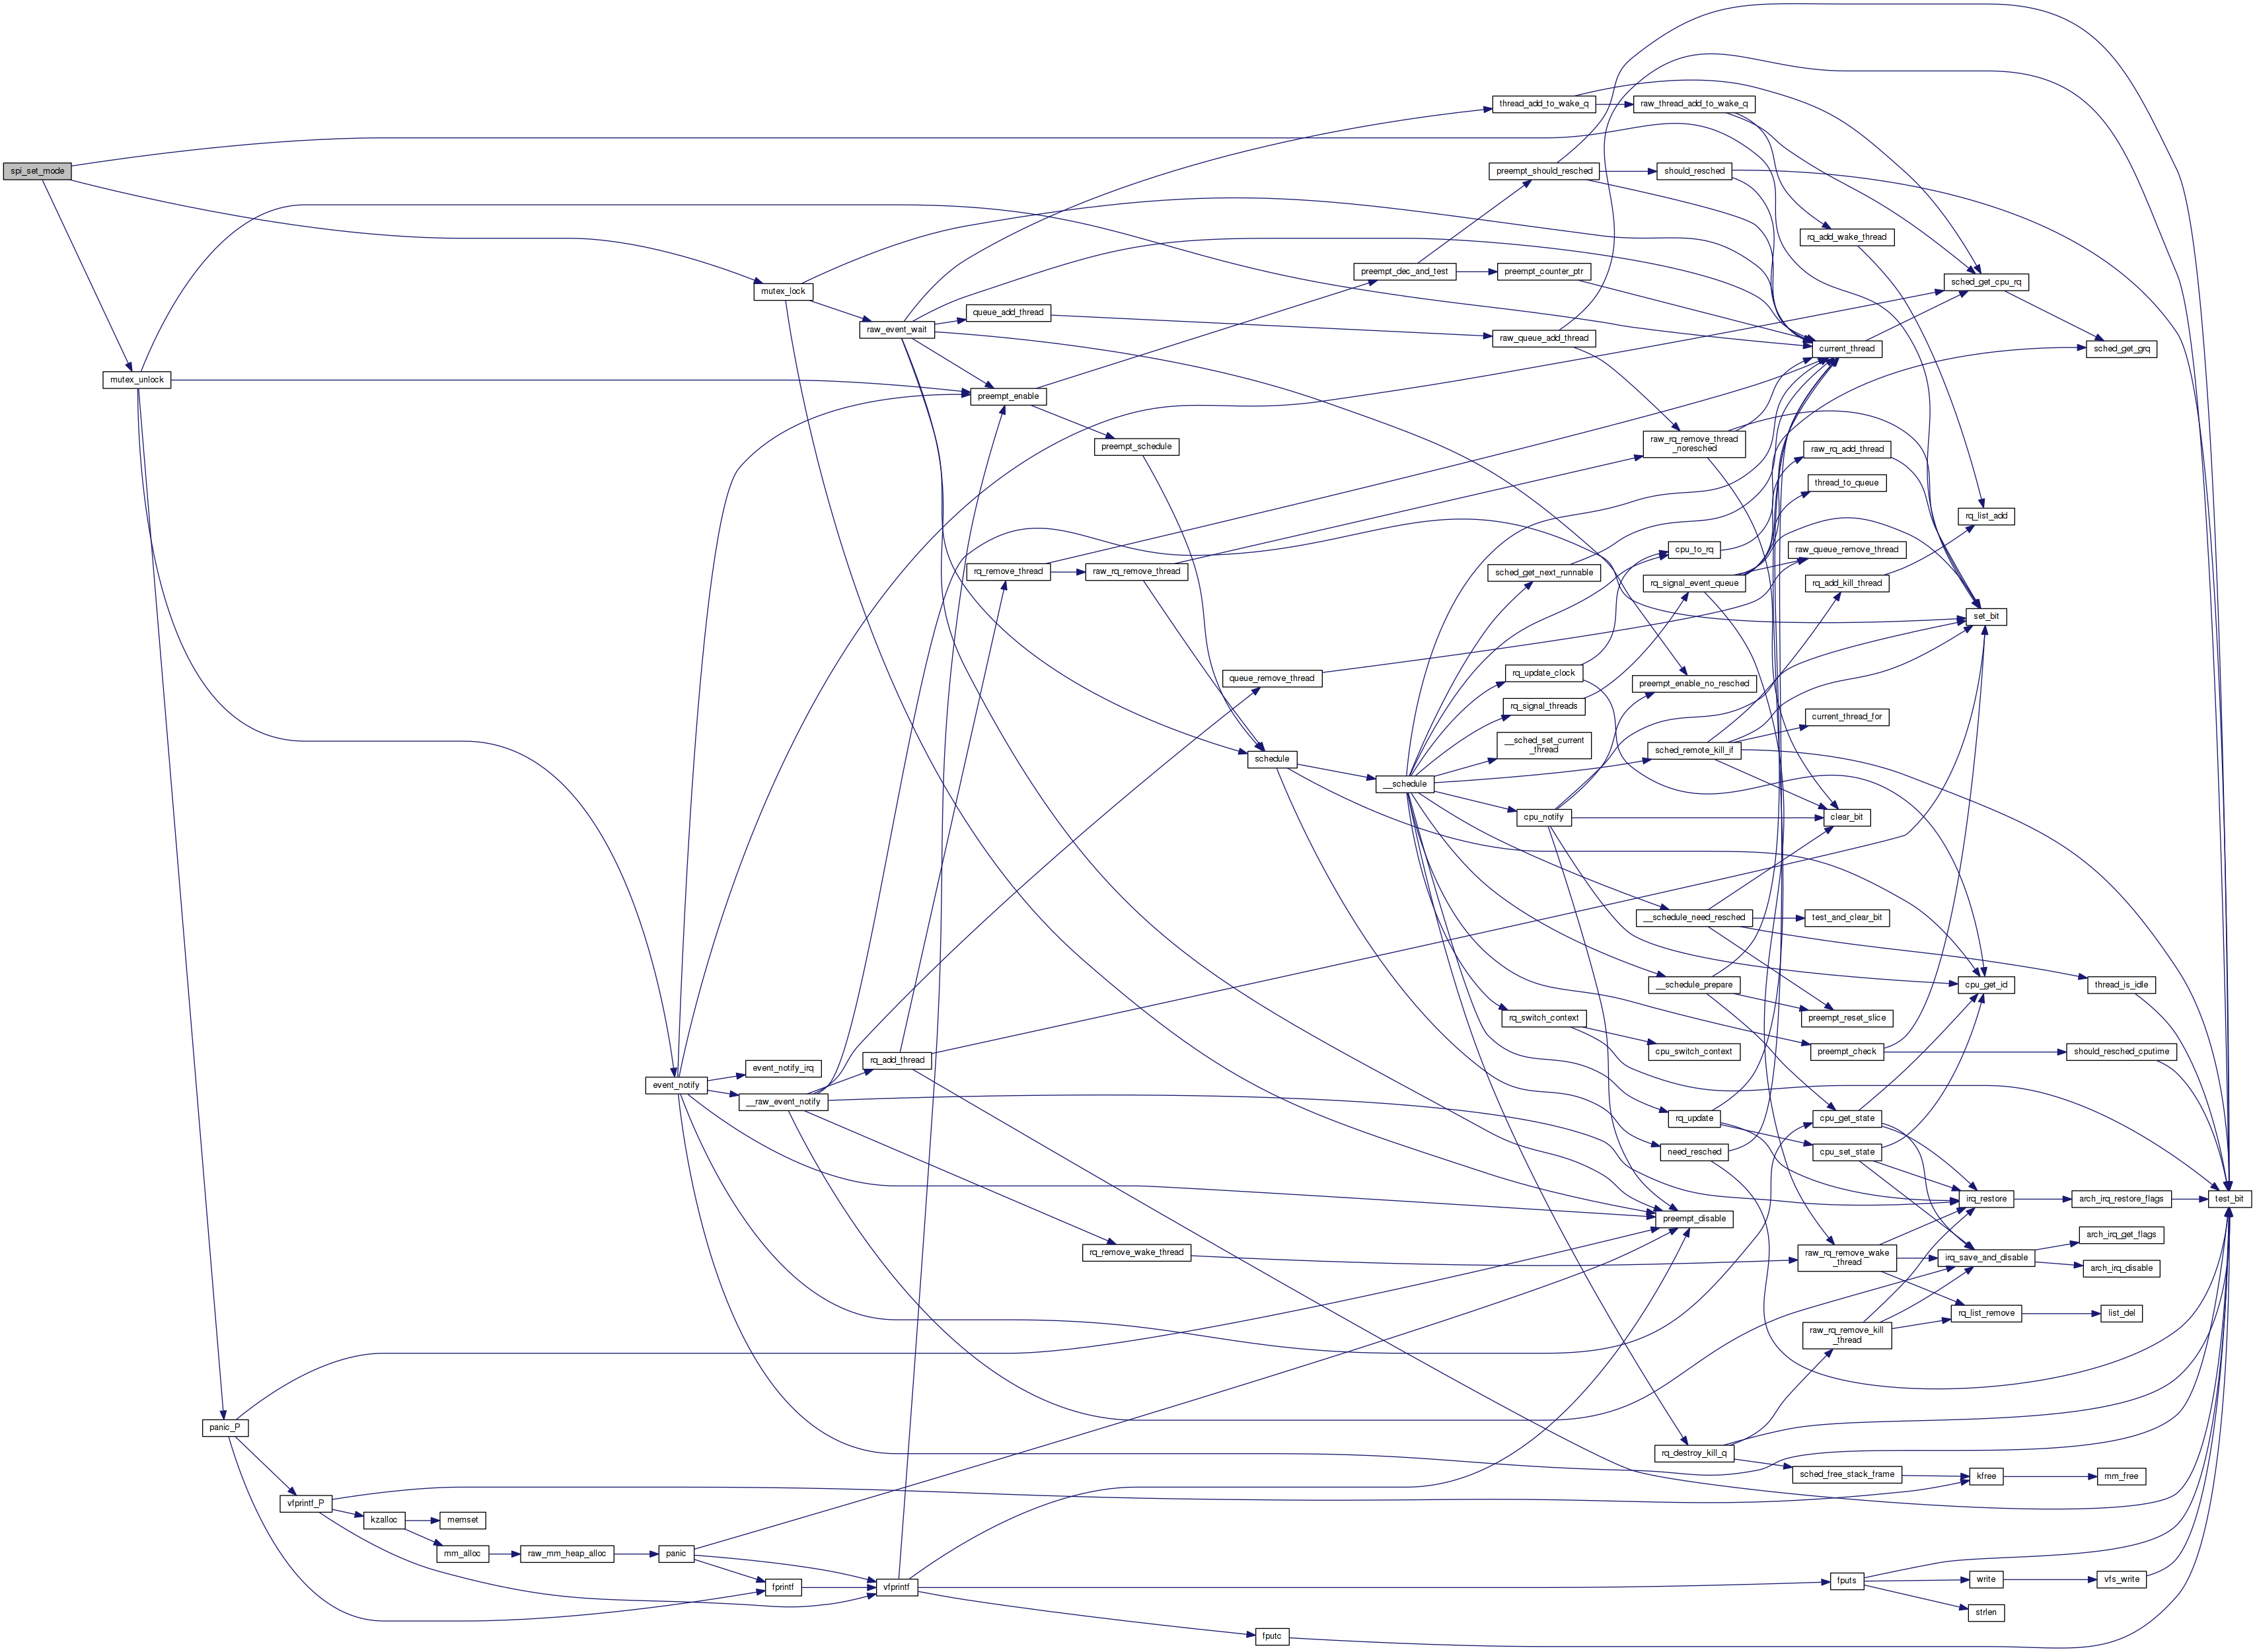 spi_set_mode
mutex_unlock
panic_P
vfprintf_P
kzalloc
memset
mm_alloc
raw_mm_heap_alloc
event_notify
panic
mutex_lock
event_notify_irq
__raw_event_notify
fprintf
raw_event_wait
rq_add_thread
vfprintf
queue_add_thread
preempt_enable
rq_remove_thread
preempt_schedule
raw_rq_remove_thread
rq_remove_wake_thread
queue_remove_thread
schedule
fputc
preempt_dec_and_test
__schedule
thread_add_to_wake_q
preempt_should_resched
preempt_counter_ptr
raw_queue_add_thread
sched_get_next_runnable
rq_update_clock
rq_signal_threads
__sched_set_current
_thread
cpu_notify
rq_switch_context
raw_thread_add_to_wake_q
should_resched
raw_rq_remove_thread
_noresched
cpu_to_rq
rq_signal_event_queue
preempt_enable_no_resched
sched_remote_kill_if
__schedule_need_resched
__schedule_prepare
cpu_switch_context
rq_update
need_resched
preempt_disable
rq_destroy_kill_q
rq_add_wake_thread
current_thread
raw_rq_add_thread
thread_to_queue
raw_queue_remove_thread
rq_add_kill_thread
current_thread_for
clear_bit
test_and_clear_bit
preempt_reset_slice
preempt_check
cpu_get_state
cpu_set_state
raw_rq_remove_wake
_thread
raw_rq_remove_kill
_thread
sched_free_stack_frame
fputs
sched_get_cpu_rq
rq_list_add
set_bit
cpu_get_id
irq_restore
irq_save_and_disable
rq_list_remove
kfree
write
strlen
sched_get_grq
thread_is_idle
should_resched_cputime
arch_irq_restore_flags
arch_irq_get_flags
arch_irq_disable
list_del
mm_free
vfs_write
test_bit